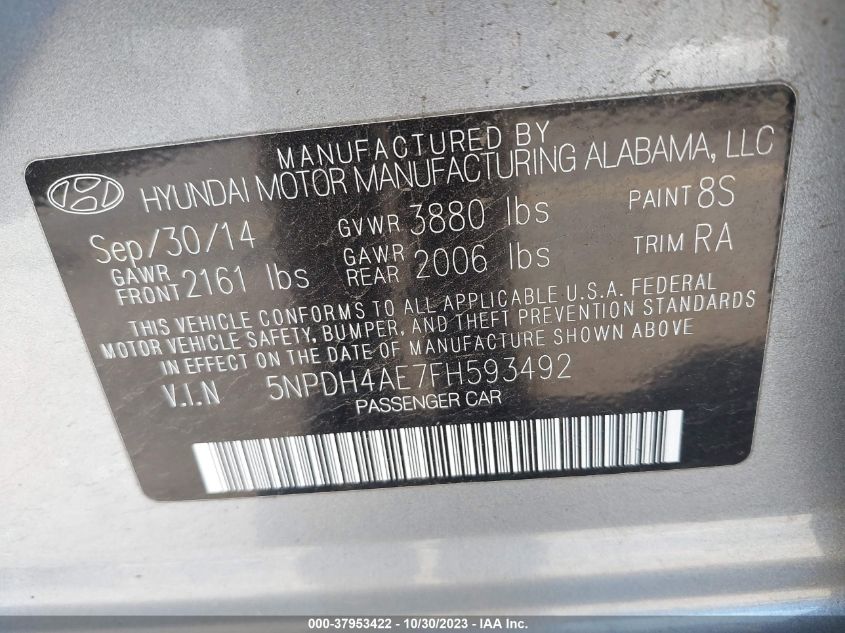 MANUFACTURED BY
HYUNDAI MOTOR MANUFACTURING ALABAMA, LLC
Sep/30/14 GVWR 3880 lbs PAINT 8S
GAWR FRONT 2161 lbs GAWR REAR 2006 lbs TRIM RA
THIS VEHICLE CONFORMS TO ALL APPLICABLE U.S.A. FEDERAL
MOTOR VEHICLE SAFETY, BUMPER, AND THEFT PREVENTION STANDARDS
IN EFFECT ON THE DATE OF MANUFACTURE SHOWN ABOVE
V.I.N 5NPDH4AE7FH593492
PASSENGER CAR
000-37953422 - 10/30/2023 - IAA Inc.